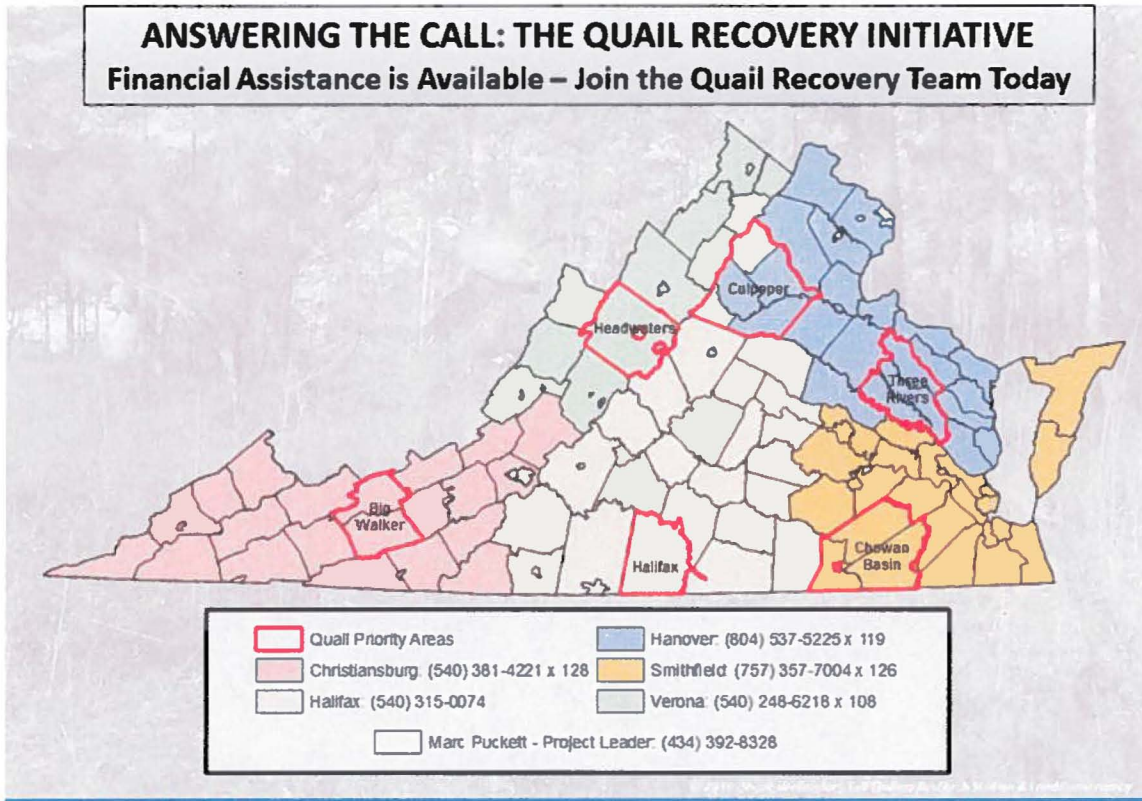 ANSWERING THE CALL: THE QUAIL RECOVERY INITIATIVE
Financial Assistance is Available – Join the Quail Recovery Team Today
Culpeper
Headwaters
Three
Rivers
Big
Walker
Chowan
Basin
Halifax
Quail Priority Areas
Hanover: (804) 537-5225 x 119
Christiansburg: (540) 381-4221 x 128
Smithfield: (757) 357-7004 x 126
Halifax: (540) 315-0074
Verona: (540) 248-6218 x 108
Marc Puckett - Project Leader: (434) 392-8328